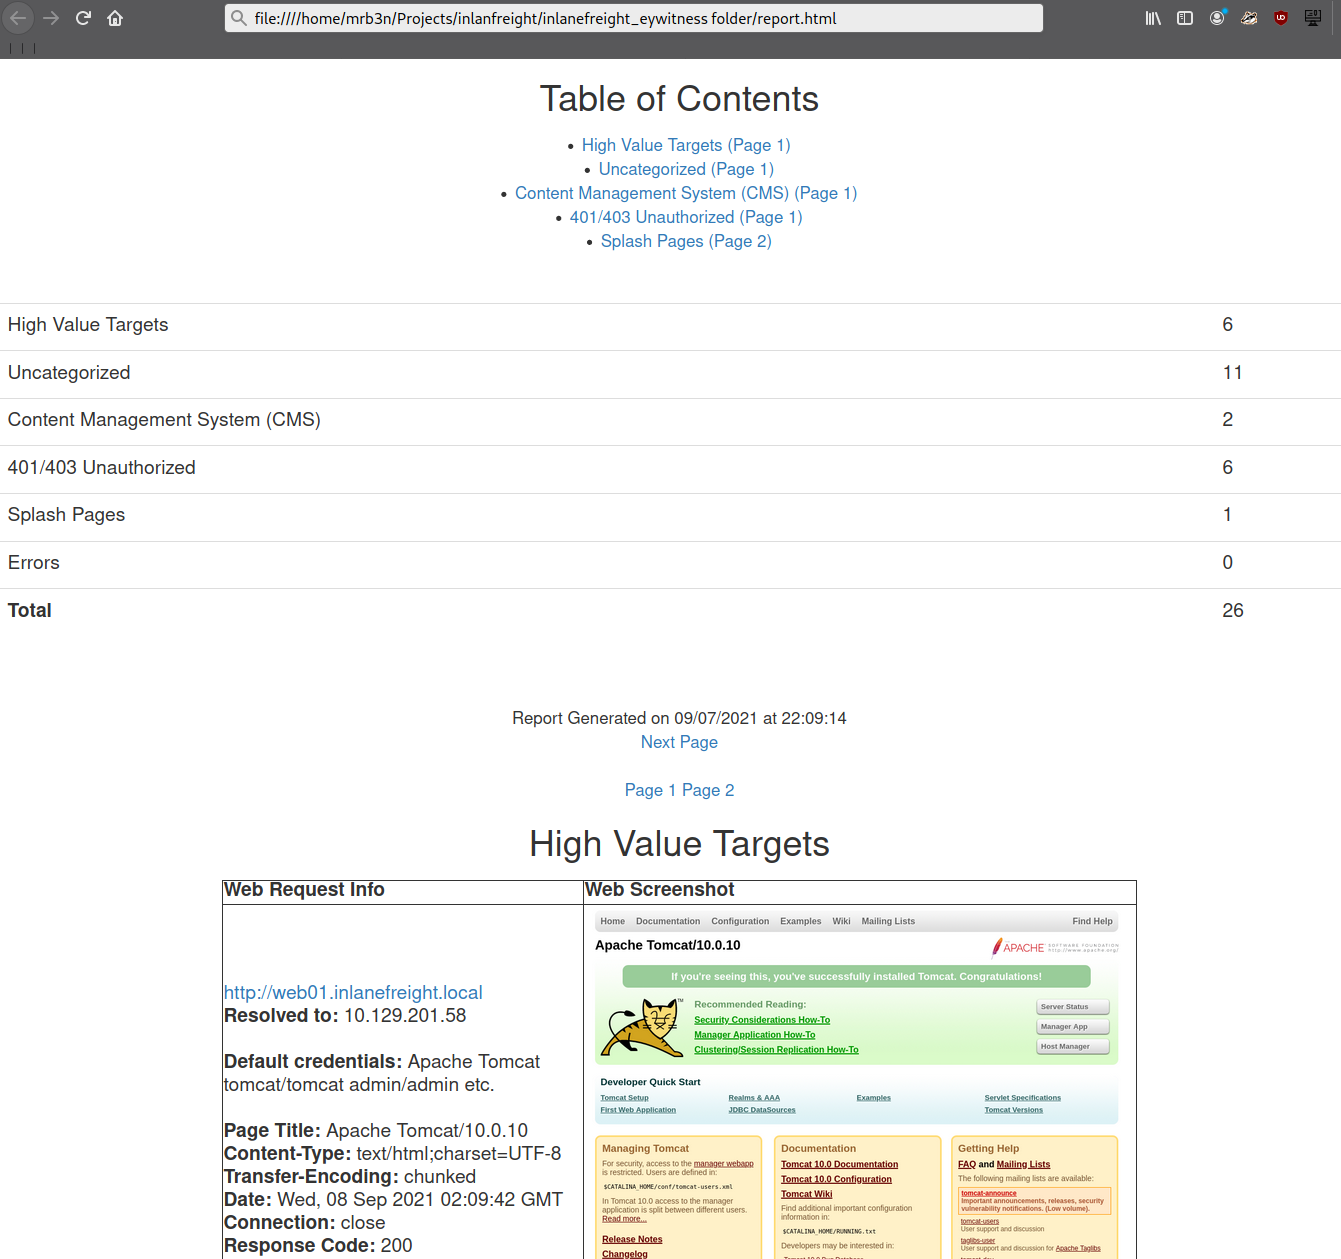 file:////home/mrb3n/Projects/inlanfreight/inlanefreight_eywitness folder/report.html
Table of Contents
• High Value Targets (Page 1)
• Uncategorized (Page 1)
• Content Management System (CMS) (Page 1)
• 401/403 Unauthorized (Page 1)
• Splash Pages (Page 2)
High Value Targets 6
Uncategorized 11
Content Management System (CMS) 2
401/403 Unauthorized 6
Splash Pages 1
Errors 0
Total 26
Report Generated on 09/07/2021 at 22:09:14
Next Page
Page 1 Page 2
High Value Targets
Web Request Info
Web Screenshot
http://web01.inlanefreight.local
Resolved to: 10.129.201.58
Default credentials: Apache Tomcat
tomcat/tomcat admin/admin etc.
Page Title: Apache Tomcat/10.0.10
Content-Type: text/html;charset=UTF-8
Transfer-Encoding: chunked
Date: Wed, 08 Sep 2021 02:09:42 GMT
Connection: close
Response Code: 200
Home Documentation Configuration Examples Wiki Mailing Lists Find Help
Apache Tomcat/10.0.10
APACHE SOFTWARE FOUNDATION
http://www.apache.org/
If you're seeing this, you've successfully installed Tomcat. Congratulations!
TM
Recommended Reading:
Security Considerations How-To
Manager Application How-To
Clustering/Session Replication How-To
Server Status
Manager App
Host Manager
Developer Quick Start
Tomcat Setup Realms & AAA Examples Servlet Specifications
First Web Application JDBC DataSources Tomcat Versions
Managing Tomcat
For security, access to the manager webapp
is restricted. Users are defined in:
$CATALINA_HOME/conf/tomcat-users.xml
In Tomcat 10.0 access to the manager
application is split between different users.
Read more...
Release Notes
Changelog
Documentation
Tomcat 10.0 Documentation
Tomcat 10.0 Configuration
Tomcat Wiki
Find additional important configuration
information in:
$CATALINA_HOME/RUNNING.txt
Developers may be interested in:
Getting Help
FAQ and Mailing Lists
The following mailing lists are available:
tomcat-announce
Important announcements, releases, security
vulnerability notifications. (Low volume).
tomcat-users
User support and discussion
taglibs-user
User support and discussion for Apache Taglibs